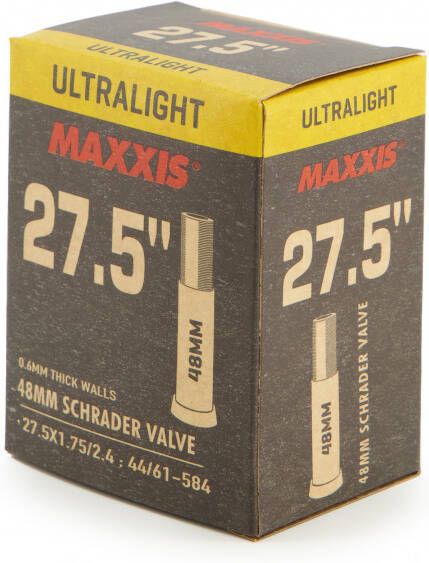 27.5"
ULTRALIGHT
MAXXIS®
27.5"
48MM
0.6MM THICK WALLS
48MM SCHRADER VALVE
27.5X1.75/2.4 ; 44/61-584
ULTRALIGHT
MAXXIS®
27.5"
48MM
48MM SCHRADER VALVE